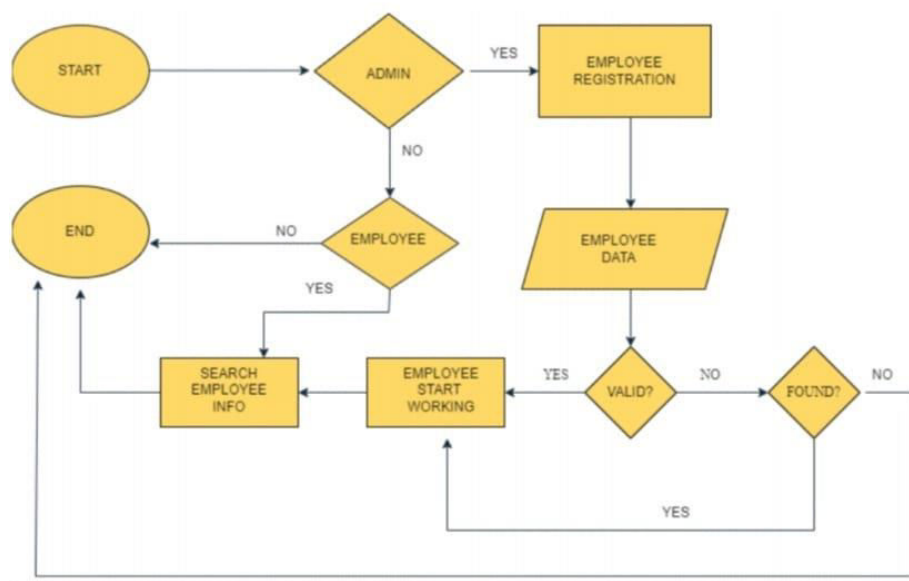 START
ADMIN
YES
EMPLOYEE
REGISTRATION
NO
END
NO
EMPLOYEE
EMPLOYEE
DATA
YES
SEARCH
EMPLOYEE
INFO
EMPLOYEE
START
WORKING
YES
VALID?
NO
FOUND?
NO
YES